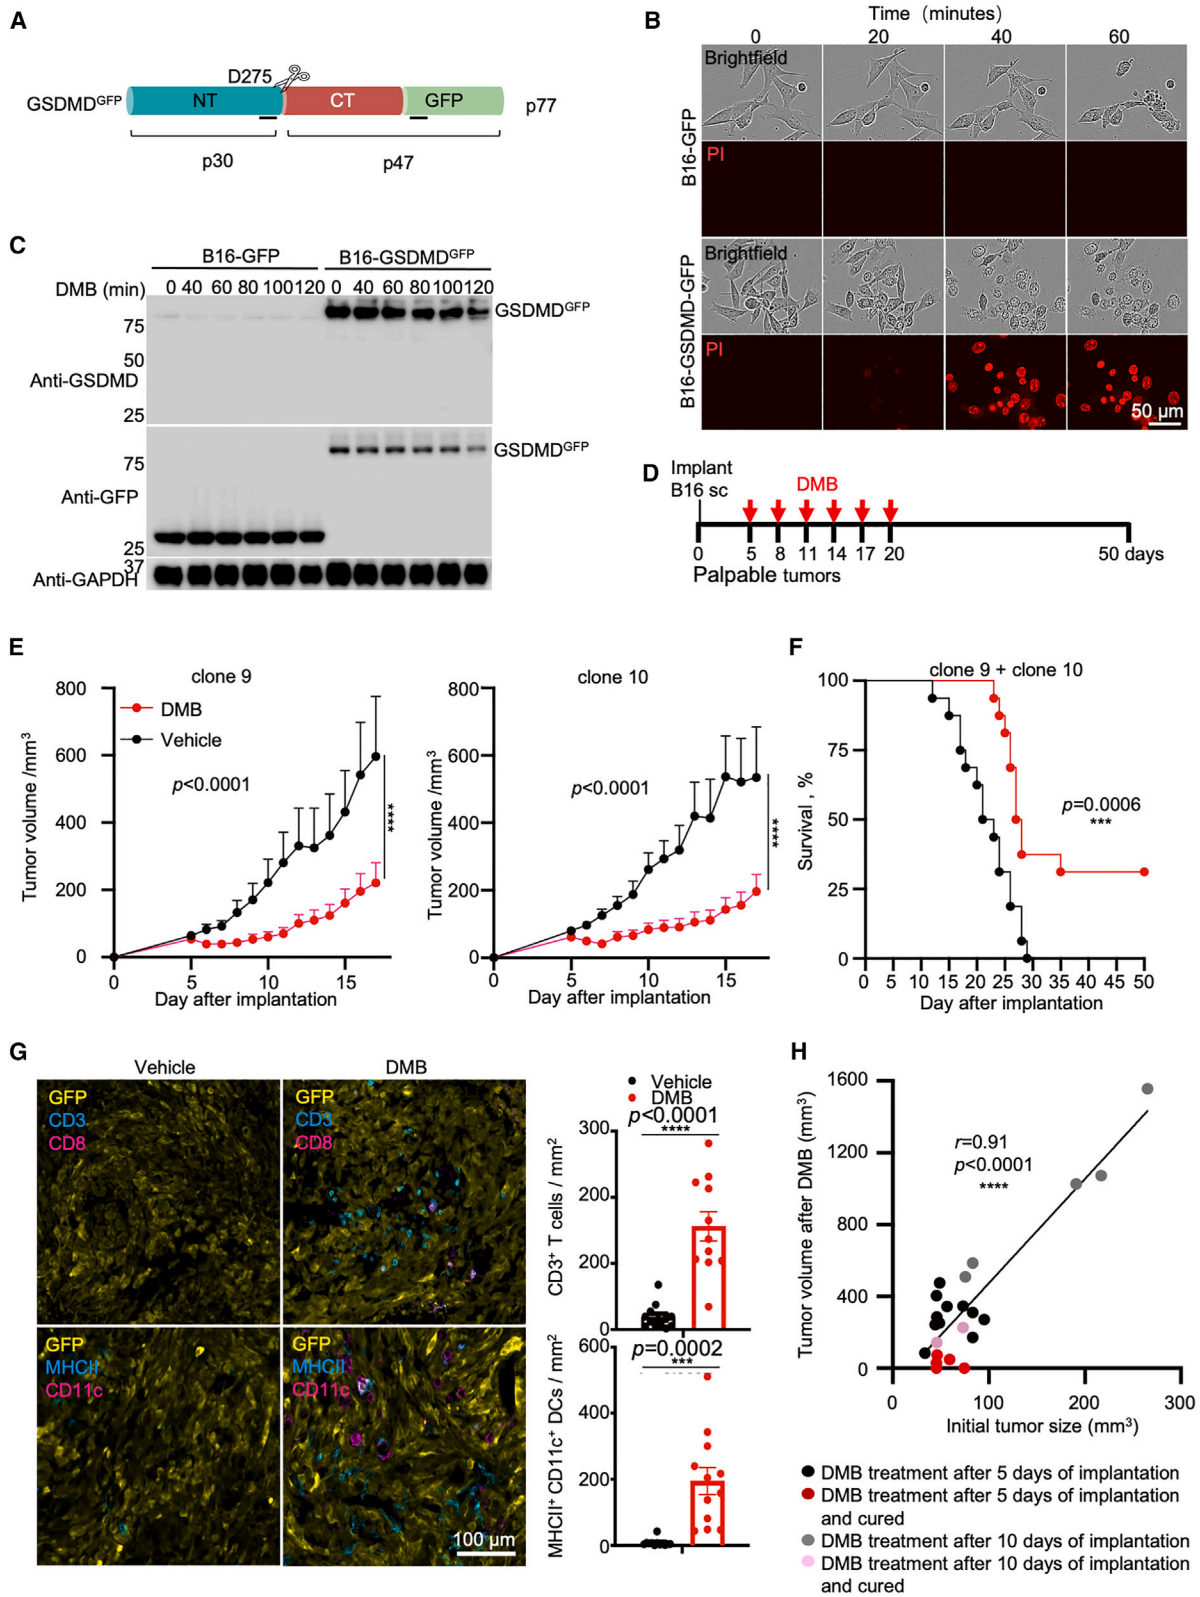 A
D275
GSDMDGFP
NT
CT
GFP
p77
p30
p47
B
Time (minutes)
0 20 40 60
B16-GFP
Brightfield
PI
B16-GSDMD-GFP
Brightfield
PI
50 µm
C
B16-GFP B16-GSDMDGFP
DMB (min) 0 40 60 80 100 120 0 40 60 80 100 120
GSDMDGFP
75
50
Anti-GSDMD
25
GSDMDGFP
75
Anti-GFP
25
37
Anti-GAPDH
D
Implant
B16 sc
DMB
0 5 8 11 14 17 20 50 days
Palpable tumors
E
clone 9
Tumor volume /mm3
800
600
400
200
0
DMB
Vehicle
p<0.0001
****
0 5 10 15
Day after implantation
clone 10
Tumor volume /mm3
800
600
400
200
0
p<0.0001
****
0 5 10 15
Day after implantation
F
clone 9 + clone 10
Survival , %
100
75
50
25
0
p=0.0006
***
0 5 10 15 20 25 30 35 40 45 50
Day after implantation
G
Vehicle DMB
GFP
CD3
CD8
GFP
CD3
CD8
GFP
MHCII
CD11c
GFP
MHCII
CD11c
100 µm
Vehicle
DMB
p<0.0001
****
CD3+ T cells / mm2
300
200
200
0
p=0.0002
***
MHCII+ CD11c+ DCs / mm2
600
400
200
0
H
Tumor volume after DMB (mm3)
1600
1200
800
400
0
r=0.91
p<0.0001
****
0 100 200 300
Initial tumor size (mm3)
DMB treatment after 5 days of implantation
DMB treatment after 5 days of implantation
and cured
DMB treatment after 10 days of implantation
DMB treatment after 10 days of implantation
and cured